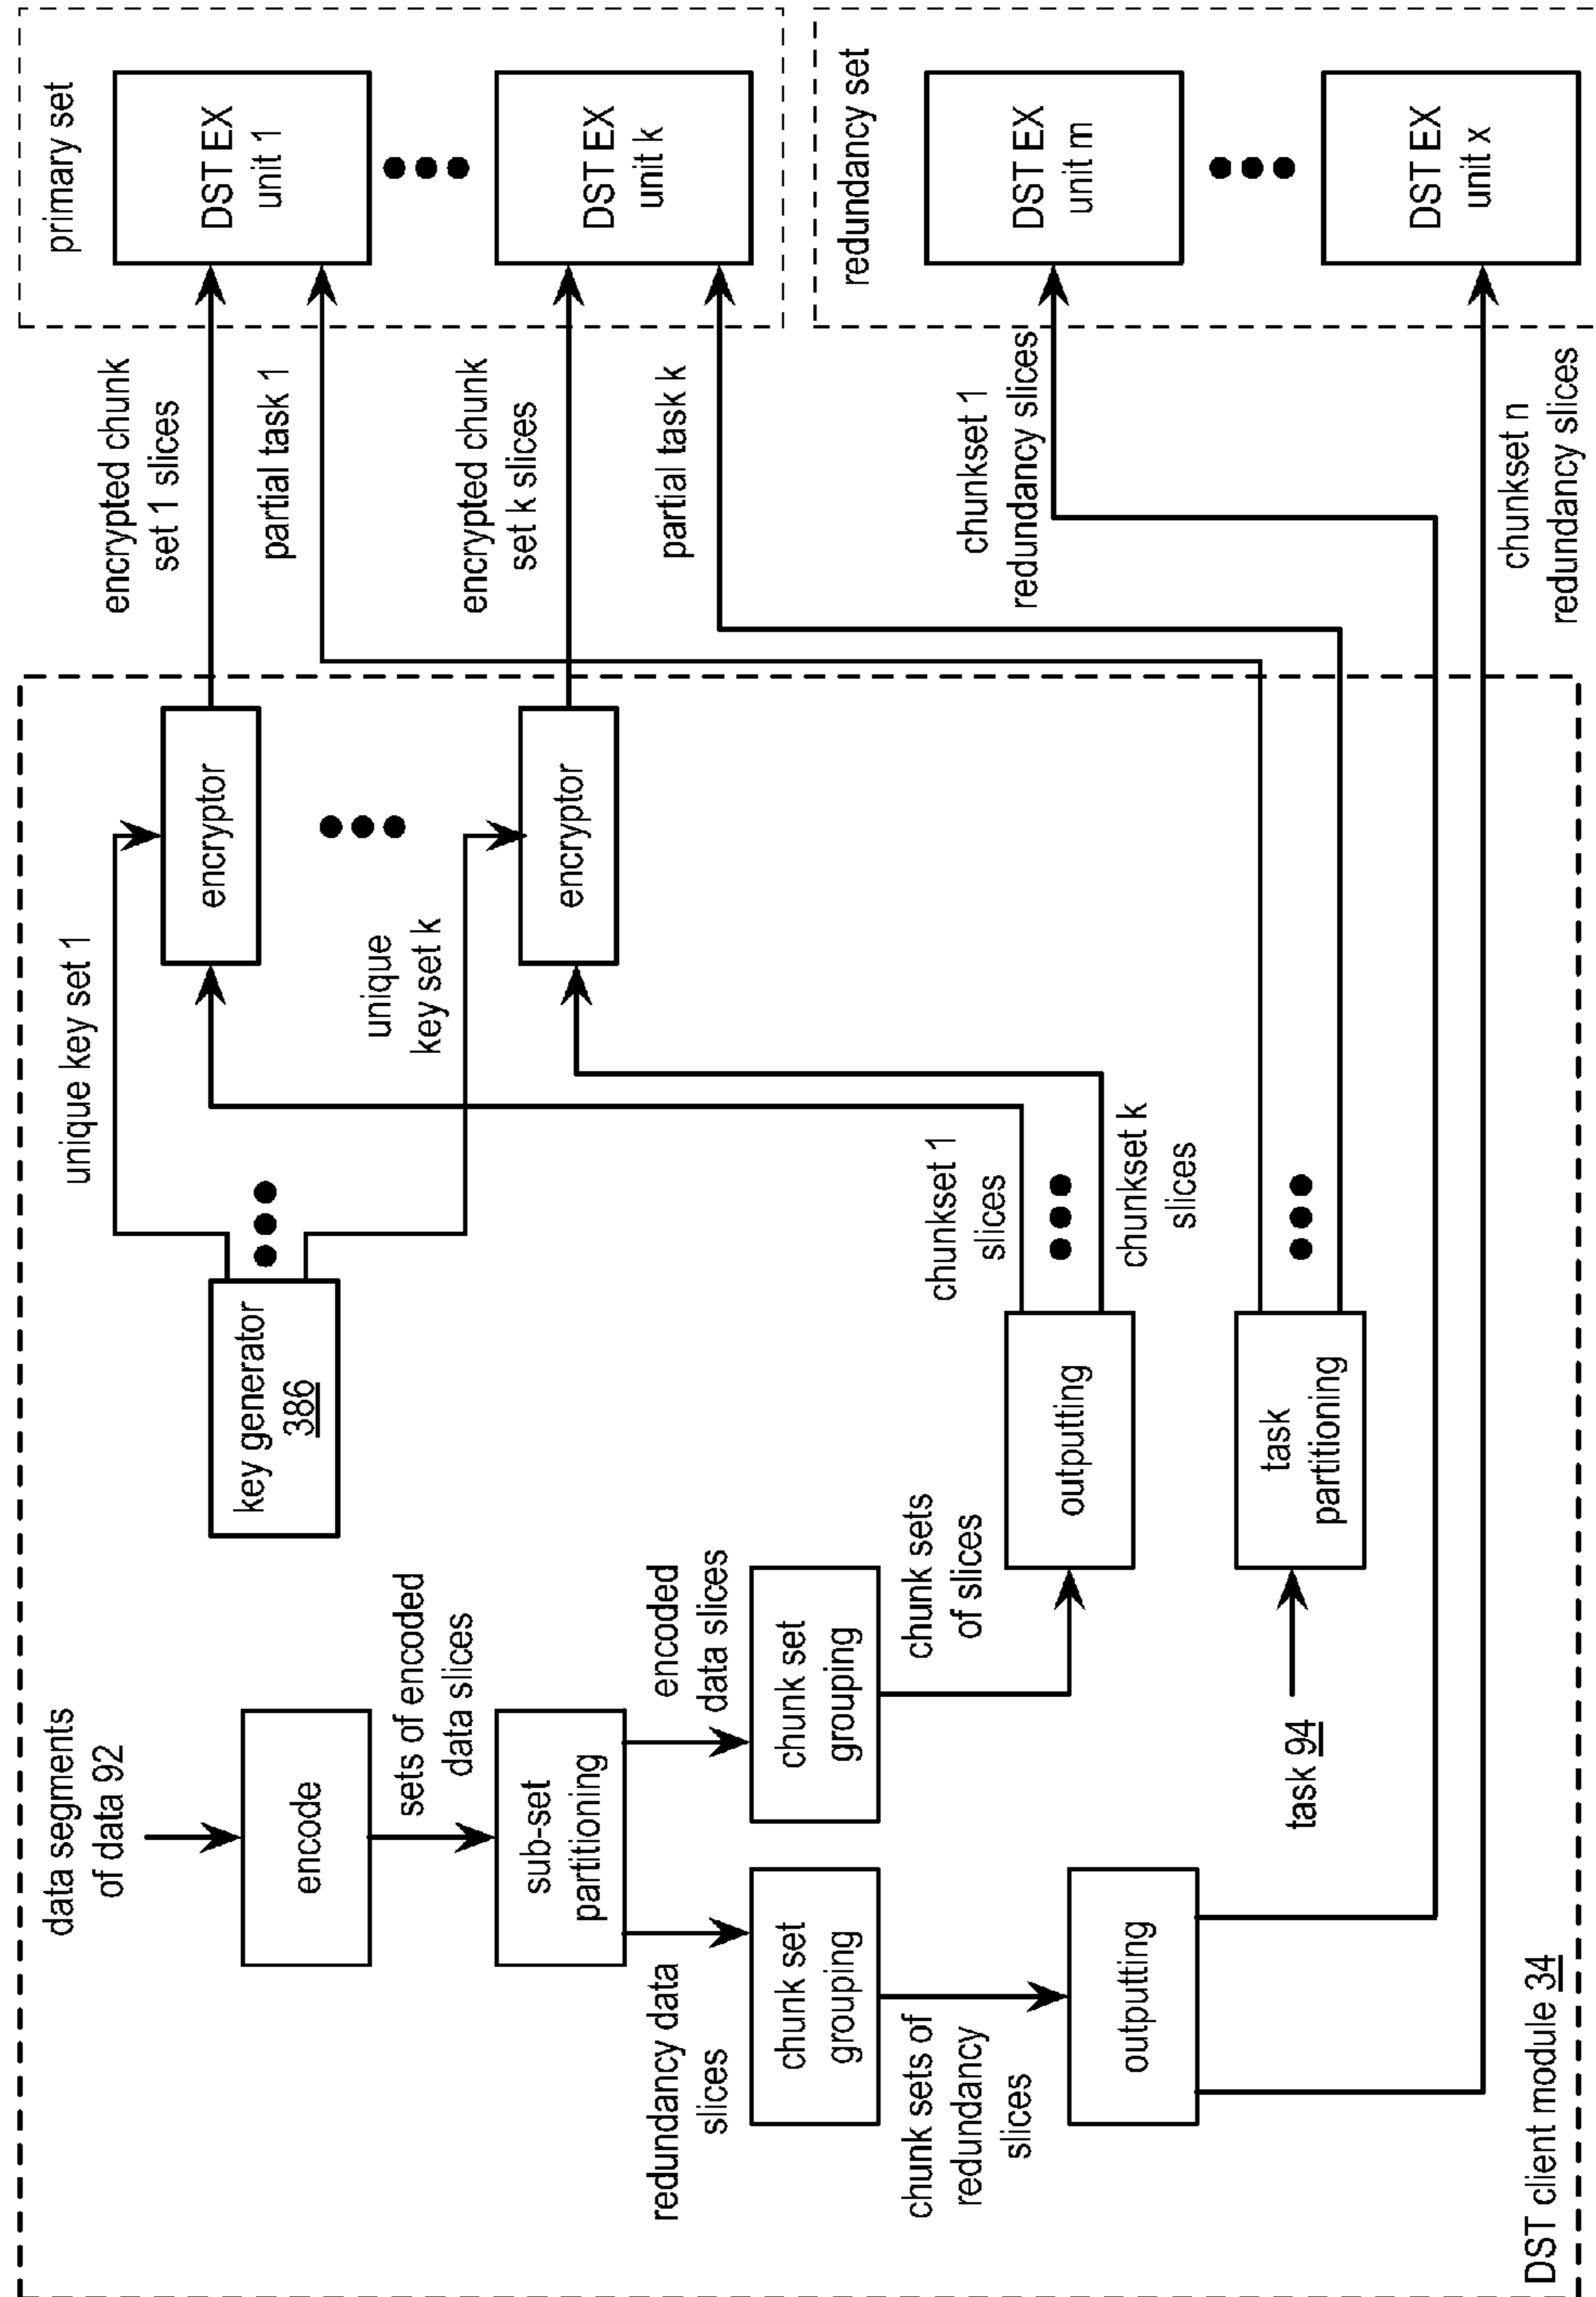 data segments
of data 92
encode
sets of encoded
data slices
sub-set
partitioning
redundancy data
slices
encoded
data slices
chunk set
grouping
chunk set
grouping
chunk sets of
redundancy
slices
chunk sets
of slices
outputting
outputting
key generator
386
unique key set 1
unique
key set k
encryptor
encryptor
chunkset 1
slices
chunkset k
slices
task 94
task
partitioning
DST client module 34
encrypted chunk
set 1 slices
partial task 1
encrypted chunk
set k slices
partial task k
chunkset 1
redundancy slices
chunkset n
redundancy slices
primary set
DST EX
unit 1
DST EX
unit k
redundancy set
DST EX
unit m
DST EX
unit x